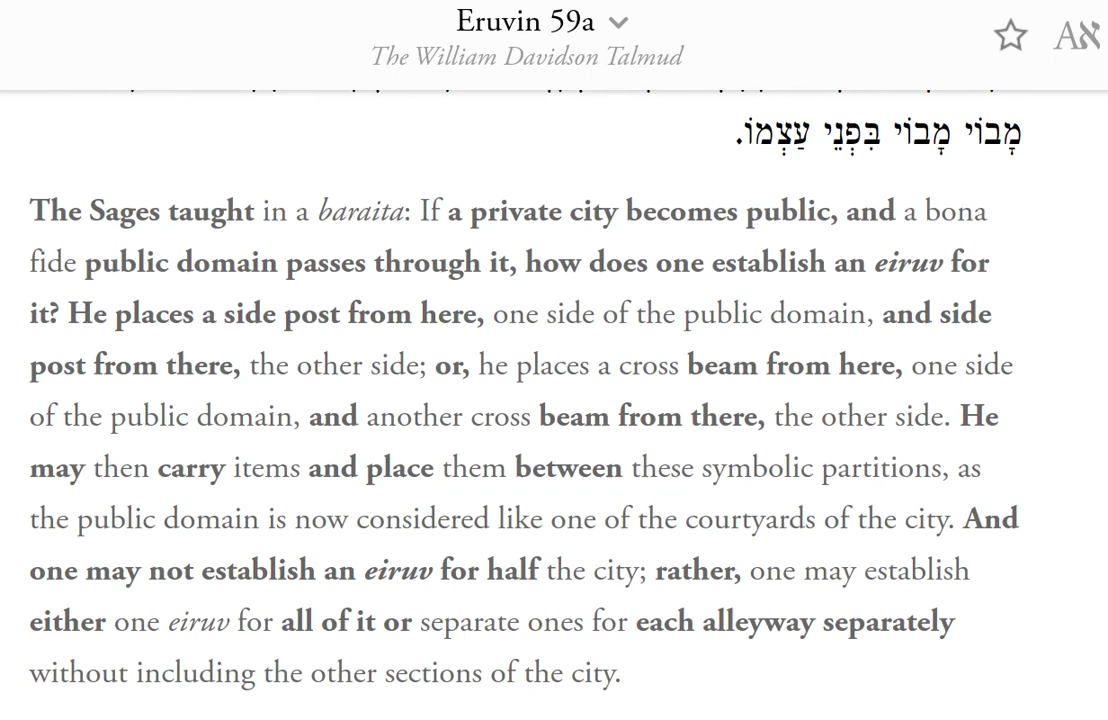 Eruvin 59a
The William Davidson Talmud
Aא
מָבוֹי מָבוֹי בִּפְנֵי עַצְמוֹ.
The Sages taught in a baraita: If a private city becomes public, and a bona
fide public domain passes through it, how does one establish an eiruv for
it? He places a side post from here, one side of the public domain, and side
post from there, the other side; or, he places a cross beam from here, one side
of the public domain, and another cross beam from there, the other side. He
may then carry items and place them between these symbolic partitions, as
the public domain is now considered like one of the courtyards of the city. And
one may not establish an eiruv for half the city; rather, one may establish
either one eiruv for all of it or separate ones for each alleyway separately
without including the other sections of the city.